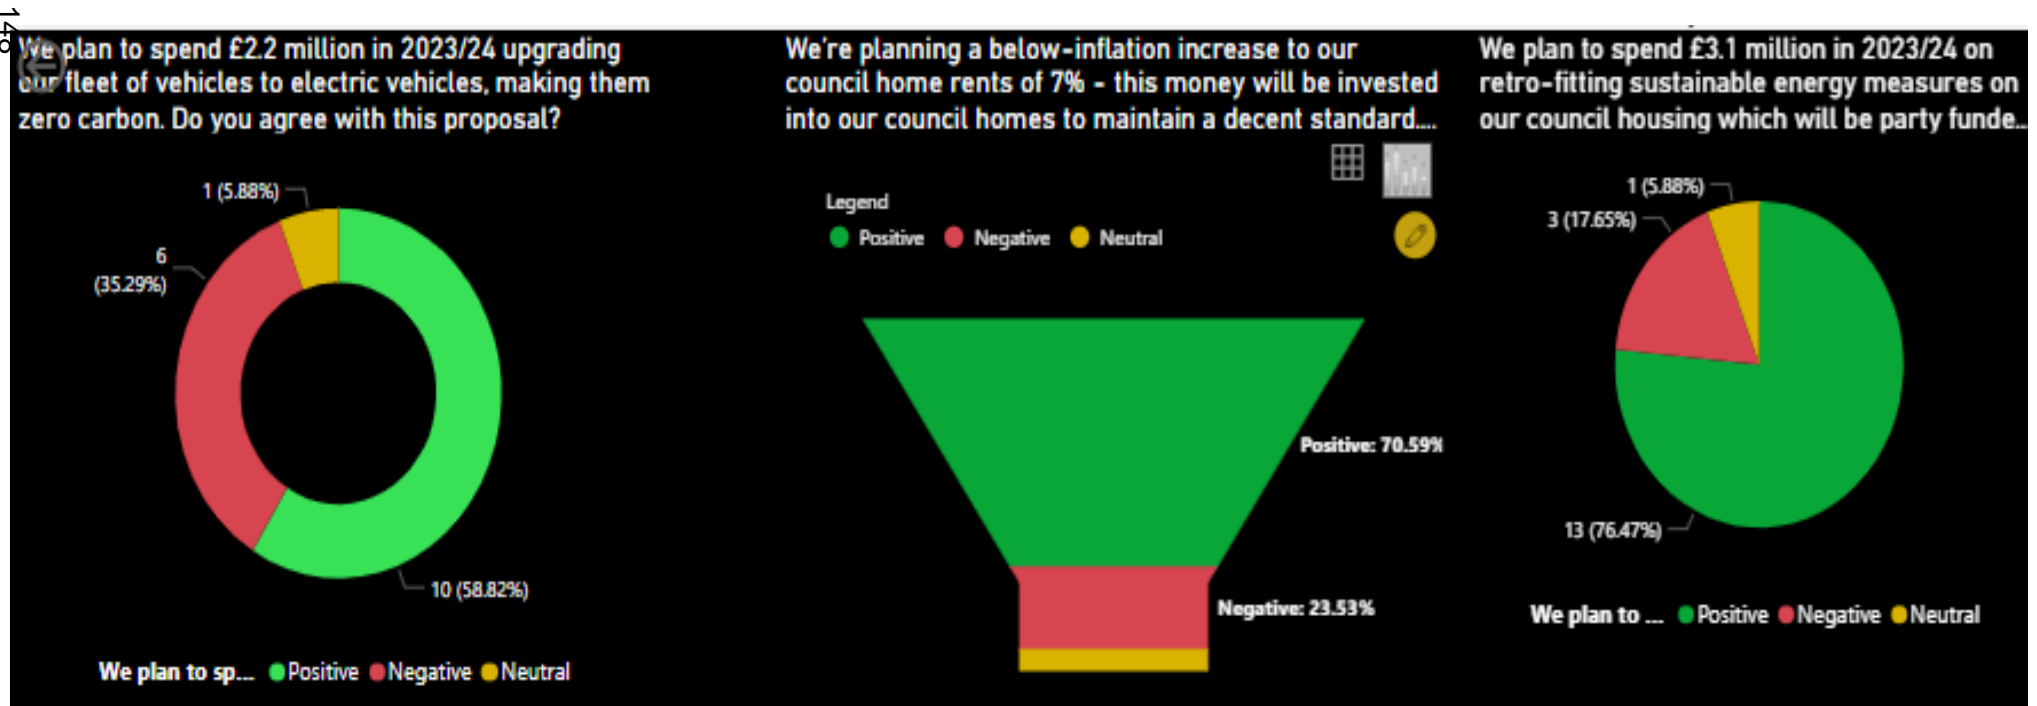 148
We plan to spend £2.2 million in 2023/24 upgrading
our fleet of vehicles to electric vehicles, making them
zero carbon. Do you agree with this proposal?
1 (5.88%)
6
(35.29%)
10 (58.82%)
We plan to sp... Positive Negative Neutral
We're planning a below-inflation increase to our
council home rents of 7% - this money will be invested
into our council homes to maintain a decent standard....
Legend
Positive Negative Neutral
Positive: 70.59%
Negative: 23.53%
We plan to spend £3.1 million in 2023/24 on
retro-fitting sustainable energy measures on
our council housing which will be party funde...
1 (5.88%)
3 (17.65%)
13 (76.47%)
We plan to ... Positive Negative Neutral